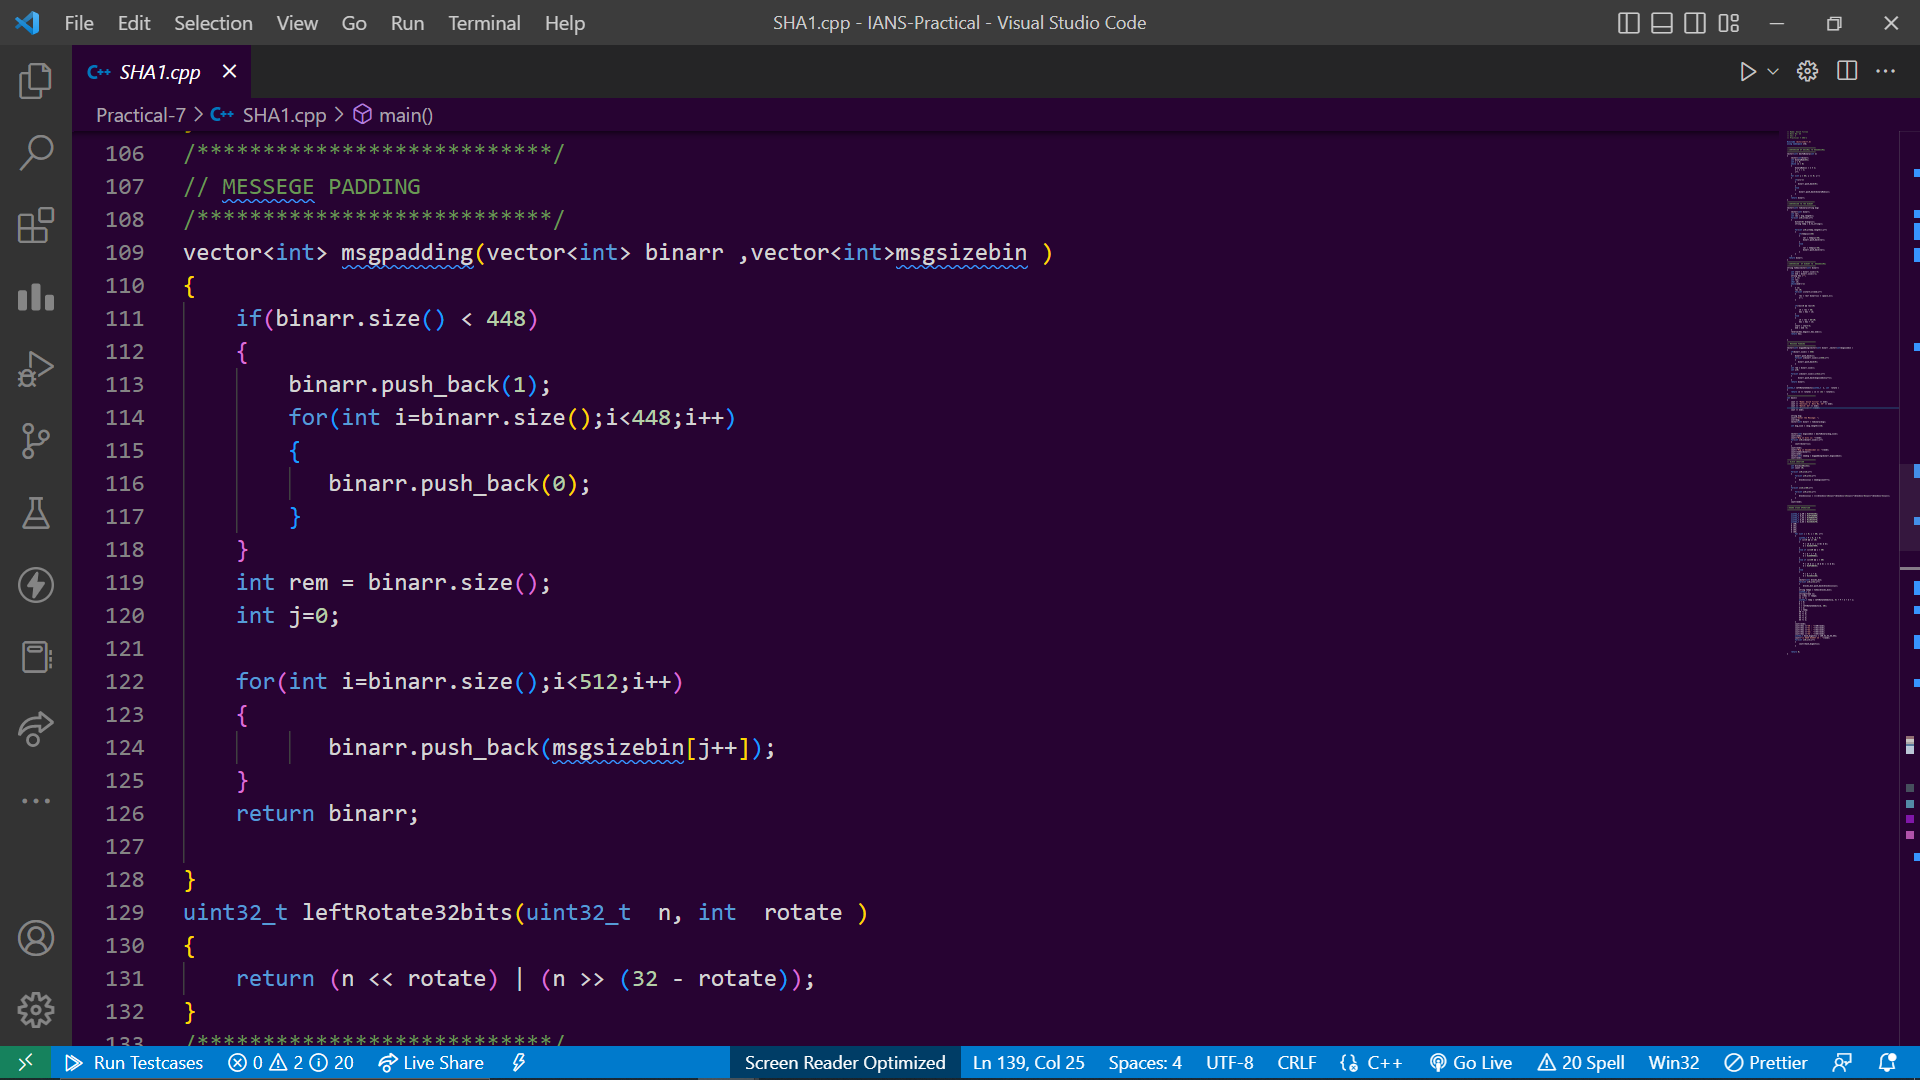 File Edit Selection View Go Run Terminal Help SHA1.cpp - IANS-Practical - Visual Studio Code
C++ SHA1.cpp
Practical-7 > C++ SHA1.cpp > main()
106 /***************************/
107 // MESSEGE PADDING
108 /***************************/
109 vector<int> msgpadding(vector<int> binarr ,vector<int>msgsizebin )
110 {
111 if(binarr.size() < 448)
112 {
113 binarr.push_back(1);
114 for(int i=binarr.size();i<448;i++)
115 {
116 binarr.push_back(0);
117 }
118 }
119 int rem = binarr.size();
120 int j=0;
121
122 for(int i=binarr.size();i<512;i++)
123 {
124 binarr.push_back(msgsizebin[j++]);
125 }
126 return binarr;
127
128 }
129 uint32_t leftRotate32bits(uint32_t n, int rotate )
130 {
131 return (n << rotate) | (n >> (32 - rotate));
132 }
133 /***************************/
Run Testcases 0 2 20 Live Share Screen Reader Optimized Ln 139, Col 25 Spaces: 4 UTF-8 CRLF C++ Go Live 20 Spell Win32 Prettier